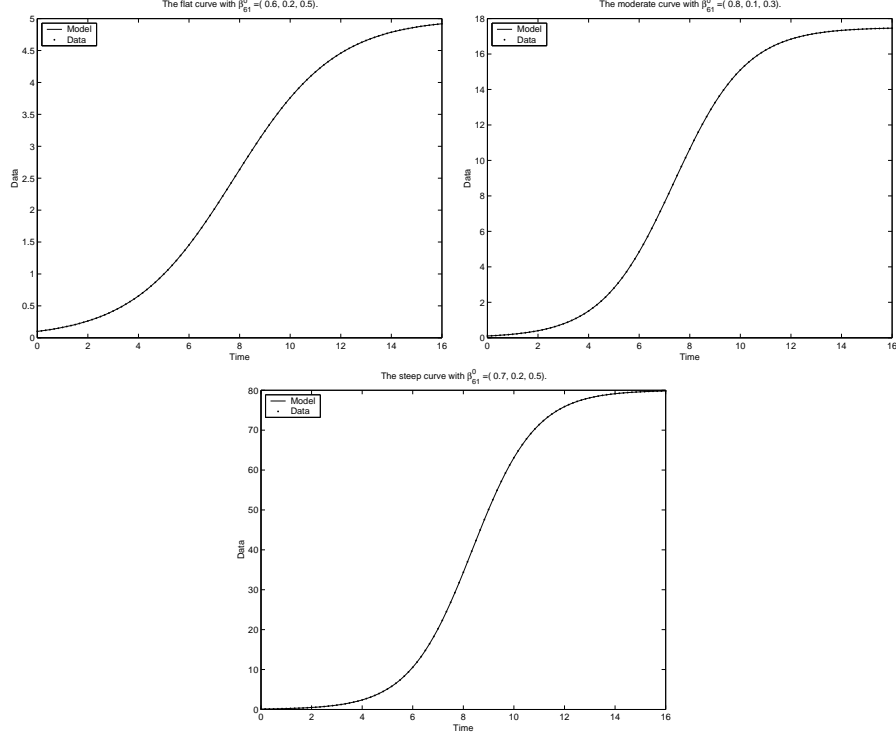 The flat curve with β⁰₆₁ =( 0.6, 0.2, 0.5).
5
4.5
4
3.5
3
2.5
2
1.5
1
0.5
0
Data
Model
Data
0 2 4 6 8 10 12 14 16
Time
The moderate curve with β⁰₆₁ =( 0.8, 0.1, 0.3).
18
16
14
12
10
8
6
4
2
0
Data
Model
Data
0 2 4 6 8 10 12 14 16
Time
The steep curve with β⁰₆₁ =( 0.7, 0.2, 0.5).
80
70
60
50
40
30
20
10
0
Data
Model
Data
0 2 4 6 8 10 12 14 16
Time